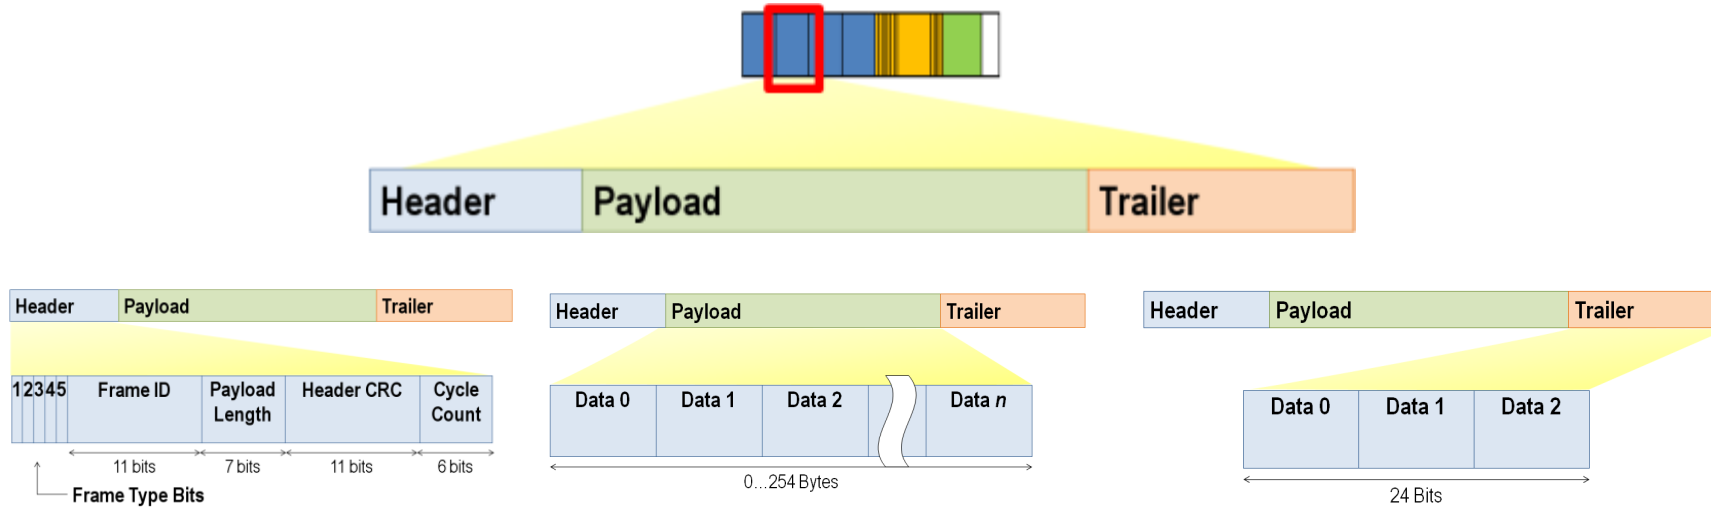 Header Payload Trailer
Header Payload Trailer
1 2 3 4 5 Frame ID Payload Length Header CRC Cycle Count
11 bits 7 bits 11 bits 6 bits
Frame Type Bits
Header Payload Trailer
Data 0 Data 1 Data 2 Data n
0...254 Bytes
Header Payload Trailer
Data 0 Data 1 Data 2
24 Bits